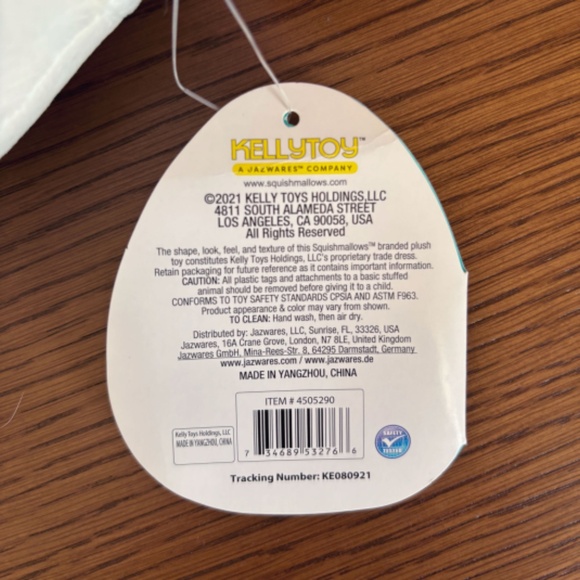 KELLYTOY™
A JAZWARES™ COMPANY
www.squishmallows.com
©2021 KELLY TOYS HOLDINGS,LLC
4811 SOUTH ALAMEDA STREET
LOS ANGELES, CA 90058, USA
All Rights Reserved
The shape, look, feel, and texture of this Squishmallows™ branded plush
toy constitutes Kelly Toys Holdings, LLC's proprietary trade dress.
Retain packaging for future reference as it contains important information.
CAUTION: All plastic tags and attachments to a basic stuffed
animal should be removed before giving it to a child.
CONFORMS TO TOY SAFETY STANDARDS CPSIA AND ASTM F963.
Product appearance & color may vary from shown.
TO CLEAN: Hand wash, then air dry.
Distributed by: Jazwares, LLC, Sunrise, FL, 33326, USA
Jazwares, 16A Crane Grove, London, N7 8LE, United Kingdom
Jazwares GmbH, Mina-Rees-Str. 8, 64295 Darmstadt, Germany
www.jazwares.com / www.jazwares.de
MADE IN YANGZHOU, CHINA
ITEM # 4505290
Kelly Toys Holdings, LLC
MADE IN YANGZHOU, CHINA
7 34689 53276 6
SAFETY
TESTED
Tracking Number: KE080921